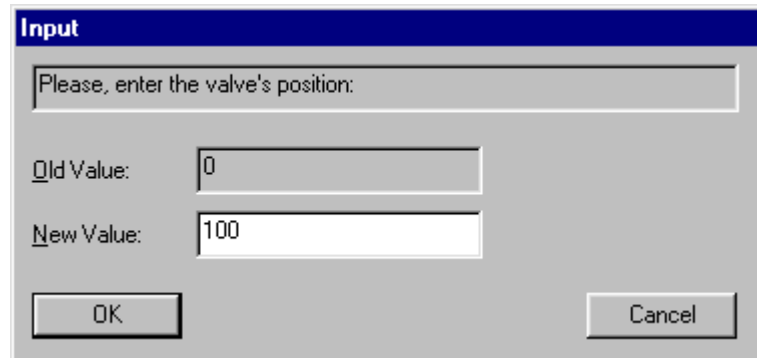 Input
Please, enter the valve's position:
Old Value: 0
New Value: 100
OK Cancel